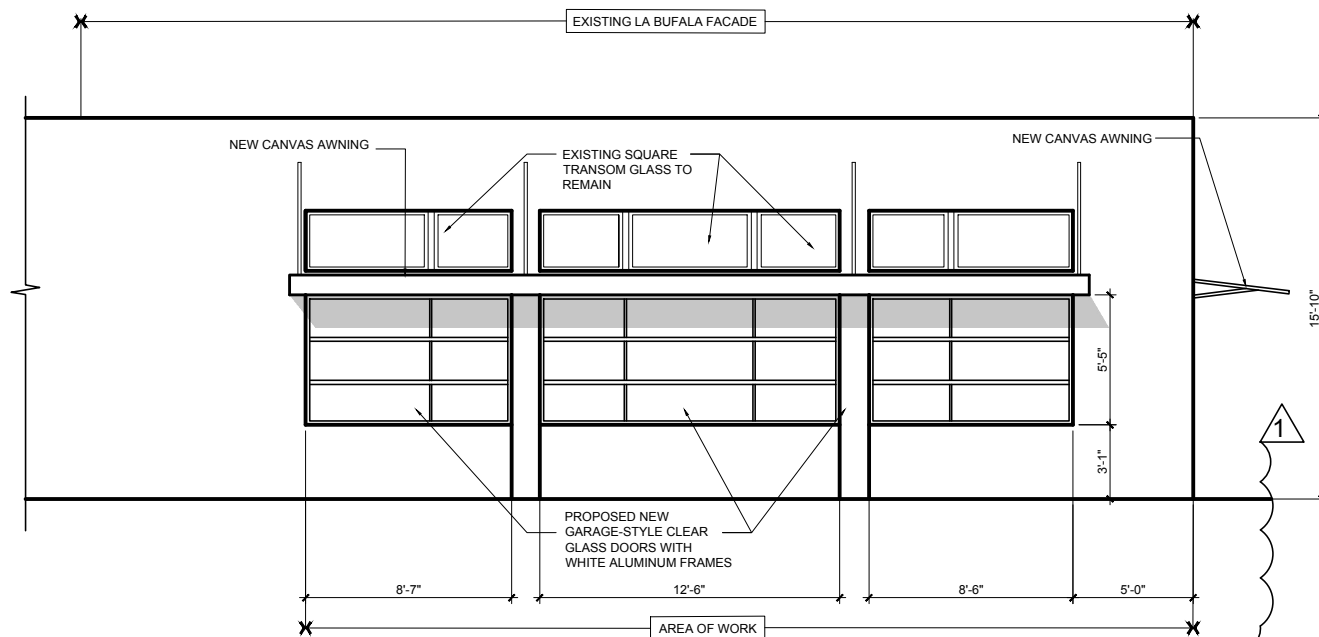 EXISTING LA BUFALA FACADE
NEW CANVAS AWNING
EXISTING SQUARE
TRANSOM GLASS TO
REMAIN
NEW CANVAS AWNING
15'-10"
5'-5"
3'-1"
1
PROPOSED NEW
GARAGE-STYLE CLEAR
GLASS DOORS WITH
WHITE ALUMINUM FRAMES
8'-7"
12'-6"
8'-6"
5'-0"
AREA OF WORK